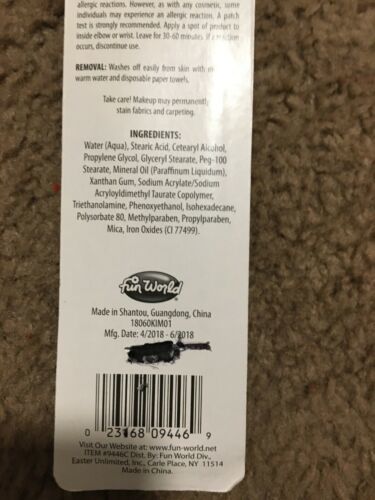 allergic reactions. However, as with any cosmetic, some
individuals may experience an allergic reaction. A patch
test is strongly recommended. Apply a spot of product to
inside elbow or wrist. Leave for 30-60 minutes. If a reaction
occurs, discontinue use.
REMOVAL: Washes off easily from skin with
warm water and disposable paper towels.
Take care! Makeup may permanently
stain fabrics and carpeting.
INGREDIENTS:
Water (Aqua), Stearic Acid, Cetearyl Alcohol,
Propylene Glycol, Glyceryl Stearate, Peg-100
Stearate, Mineral Oil (Paraffinum Liquidum),
Xanthan Gum, Sodium Acrylate/Sodium
Acryloyldimethyl Taurate Copolymer,
Triethanolamine, Phenoxyethanol, Isohexadecane,
Polysorbate 80, Methylparaben, Propylparaben,
Mica, Iron Oxides (CI 77499).
fun World
Made in Shantou, Guangdong, China
18060KIM01
Mfg. Date: 4/2018 - 6/2018
0 23168 09446 9
Visit Our Website at www.fun-world.net
ITEM #9446C Dist. By: Fun World Div.,
Easter Unlimited, Inc., Carle Place, NY 11514
Made in China.